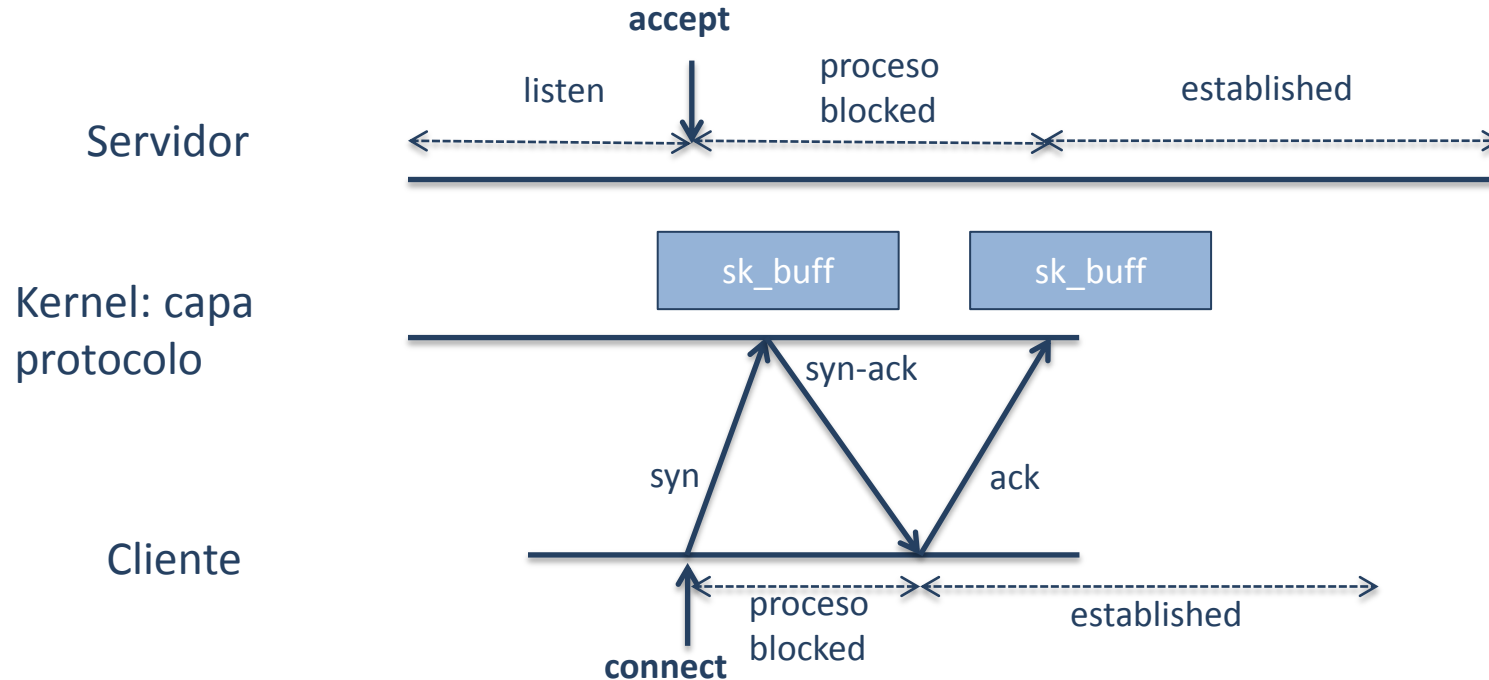 accept
listen
proceso
blocked
established
Servidor
sk_buff
sk_buff
Kernel: capa
protocolo
syn-ack
syn
ack
Cliente
proceso
blocked
established
connect